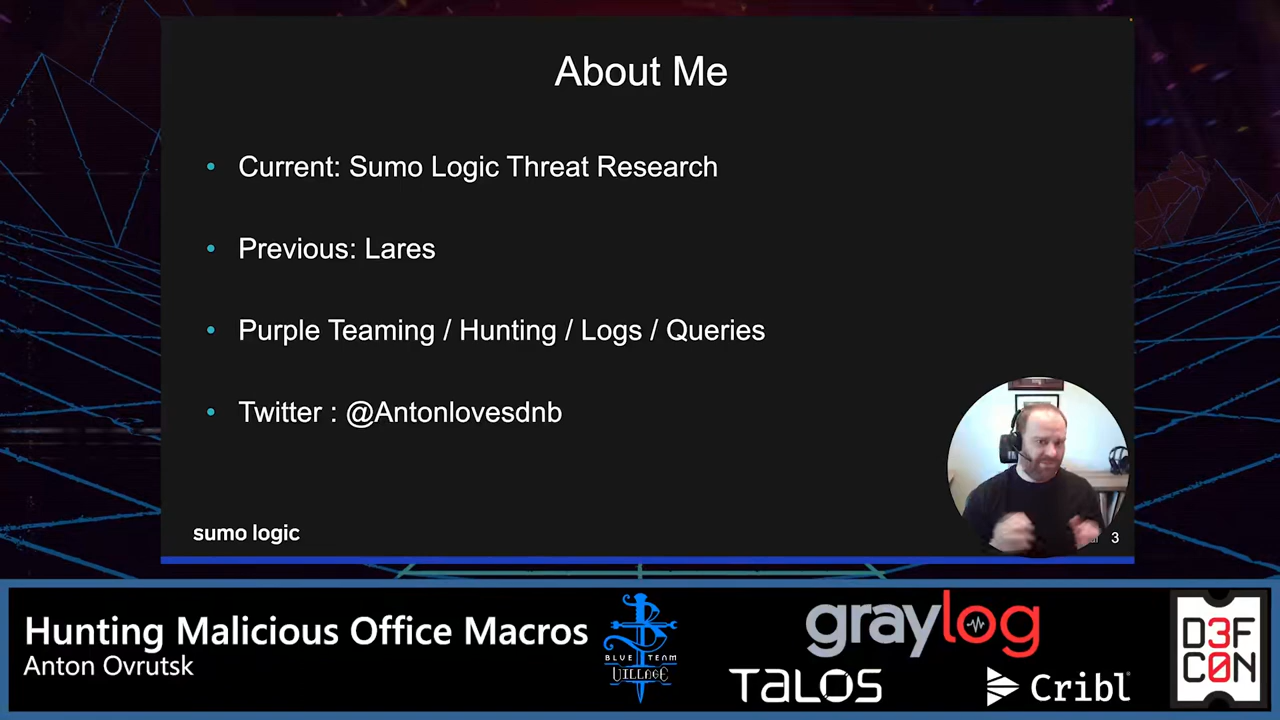 About Me
• Current: Sumo Logic Threat Research
• Previous: Lares
• Purple Teaming / Hunting / Logs / Queries
• Twitter : @Antonlovesdnb
sumo logic
3
Hunting Malicious Office Macros
Anton Ovrutsk
BLUE TEAM
VILLAGE
graylog
TALOS
Cribl
D3F
C0N